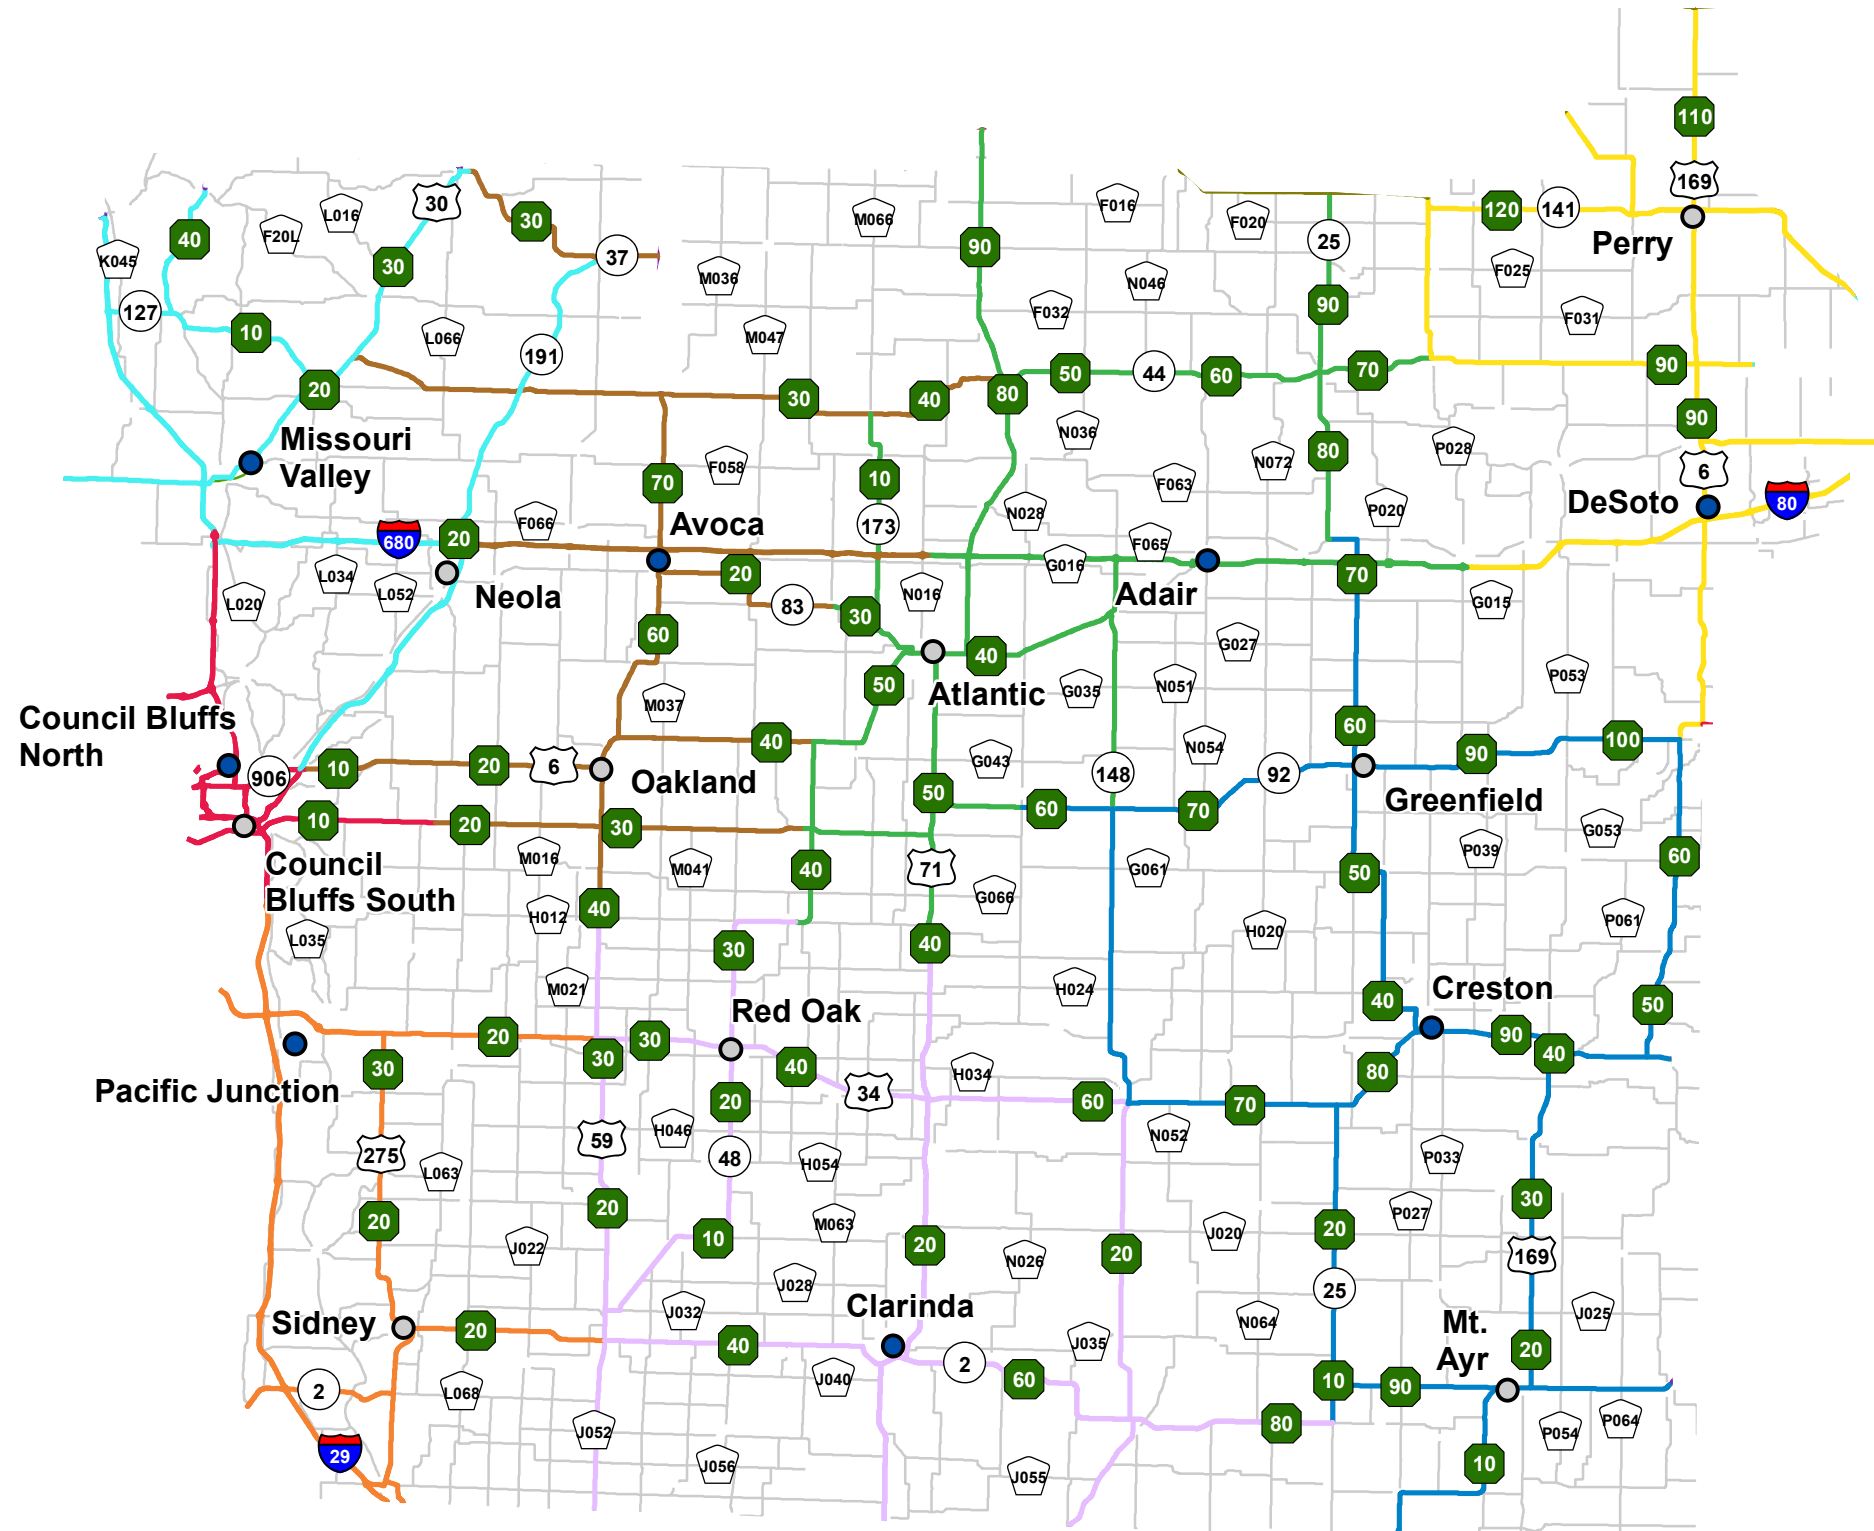 110
169
30
L016
F016
40
F20L
30
M066
F020
120
141
25
Perry
K045
30
37
90
M036
N046
F025
127
10
L066
M047
F032
90
F031
191
20
30
40
80
50
44
60
70
90
90
Missouri
Valley
N036
80
P028
F058
N072
6
70
10
F063
DeSoto
80
Avoca
173
N028
P020
F066
680
20
F065
G016
L034
Neola
20
N016
Adair
70
L020
L052
83
30
G015
60
G027
40
Atlantic
50
G035
N051
P053
M037
Council Bluffs
North
60
40
G043
N054
90
100
906
10
20
6
Oakland
148
92
Greenfield
50
60
70
10
20
30
G053
Council
Bluffs South
M016
M041
40
71
G061
50
P039
60
H012
40
G066
P061
L035
30
40
H020
M021
Red Oak
H024
40
Creston
50
20
30
30
90
40
Pacific Junction
30
40
34
H034
80
20
60
70
275
59
H046
48
H054
N052
P033
L063
20
20
M063
30
P027
10
20
J022
N026
20
J020
20
169
J028
25
Sidney
20
J032
Clarinda
N064
J025
40
J035
Mt.
Ayr
20
2
L068
J040
2
60
10
90
J052
80
P054
P064
29
J056
J055
10